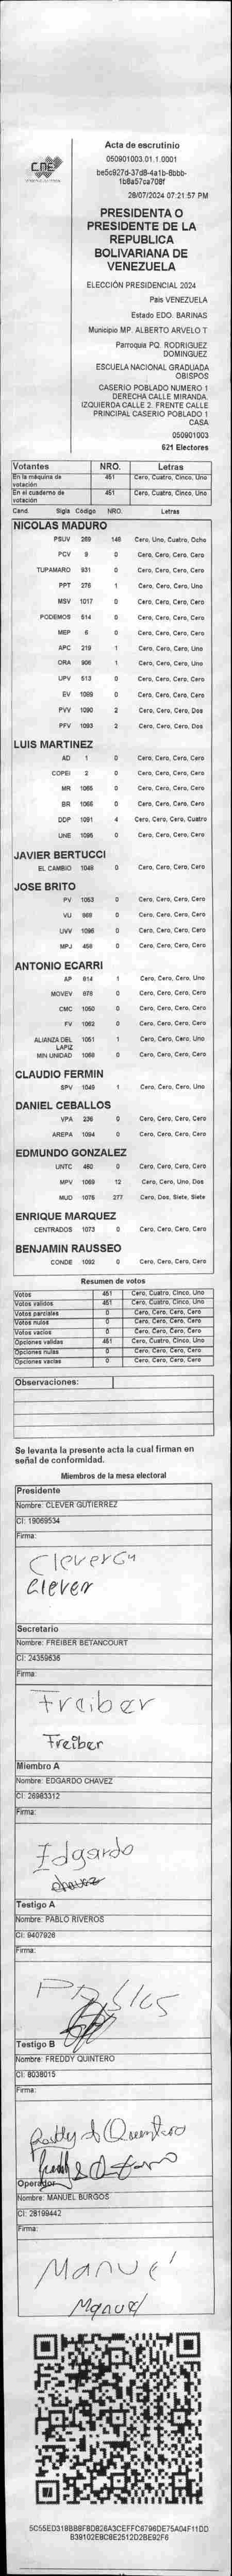 CNE
Acta de escrutinio
050901003.01.1.0001
be5c927d-37d8-4a1b-8bbb-
1b8a57ca708f
28/07/2024 07:21:57 PM
PRESIDENTA O
PRESIDENTE DE LA
REPUBLICA
BOLIVARIANA DE
VENEZUELA
ELECCIÓN PRESIDENCIAL 2024
País VENEZUELA
Estado EDO. BARINAS
Municipio MP. ALBERTO ARVELO T
Parroquia PQ. RODRIGUEZ
DOMINGUEZ
ESCUELA NACIONAL GRADUADA
OBISPOS
CASERIO POBLADO NUMERO 1
DERECHA CALLE MIRANDA.
IZQUIERDA CALLE 2. FRENTE CALLE
PRINCIPAL CASERIO POBLADO 1
CASA
050901003
621 Electores
Votantes NRO. Letras
En la máquina de votación 451 Cero, Cuatro, Cinco, Uno
En el cuaderno de votación 451 Cero, Cuatro, Cinco, Uno
Cand. Sigla Código NRO. Letras
NICOLAS MADURO
PSUV 269 148 Cero, Uno, Cuatro, Ocho
PCV 9 0 Cero, Cero, Cero, Cero
TUPAMARO 931 0 Cero, Cero, Cero, Cero
PPT 276 1 Cero, Cero, Cero, Uno
MSV 1017 0 Cero, Cero, Cero, Cero
PODEMOS 514 0 Cero, Cero, Cero, Cero
MEP 6 0 Cero, Cero, Cero, Cero
APC 219 1 Cero, Cero, Cero, Uno
ORA 906 1 Cero, Cero, Cero, Uno
UPV 513 0 Cero, Cero, Cero, Cero
EV 1089 0 Cero, Cero, Cero, Cero
PVV 1090 2 Cero, Cero, Cero, Dos
PFV 1093 2 Cero, Cero, Cero, Dos
LUIS MARTINEZ
AD 1 0 Cero, Cero, Cero, Cero
COPEI 2 0 Cero, Cero, Cero, Cero
MR 1065 0 Cero, Cero, Cero, Cero
BR 1066 0 Cero, Cero, Cero, Cero
DDP 1091 4 Cero, Cero, Cero, Cuatro
UNE 1095 0 Cero, Cero, Cero, Cero
JAVIER BERTUCCI
EL CAMBIO 1048 0 Cero, Cero, Cero, Cero
JOSE BRITO
PV 1053 0 Cero, Cero, Cero, Cero
VU 969 0 Cero, Cero, Cero, Cero
UVV 1096 0 Cero, Cero, Cero, Cero
MPJ 458 0 Cero, Cero, Cero, Cero
ANTONIO ECARRI
AP 614 1 Cero, Cero, Cero, Uno
MOVEV 878 0 Cero, Cero, Cero, Cero
CMC 1050 0 Cero, Cero, Cero, Cero
FV 1062 0 Cero, Cero, Cero, Cero
ALIANZA DEL LAPIZ 1051 1 Cero, Cero, Cero, Uno
MIN UNIDAD 1068 0 Cero, Cero, Cero, Cero
CLAUDIO FERMIN
SPV 1049 1 Cero, Cero, Cero, Uno
DANIEL CEBALLOS
VPA 236 0 Cero, Cero, Cero, Cero
AREPA 1094 0 Cero, Cero, Cero, Cero
EDMUNDO GONZALEZ
UNTC 460 0 Cero, Cero, Cero, Cero
MPV 1069 12 Cero, Cero, Uno, Dos
MUD 1076 277 Cero, Dos, Siete, Siete
ENRIQUE MARQUEZ
CENTRADOS 1073 0 Cero, Cero, Cero, Cero
BENJAMIN RAUSSEO
CONDE 1092 0 Cero, Cero, Cero, Cero
Resumen de votos
Votos 451 Cero, Cuatro, Cinco, Uno
Votos validos 451 Cero, Cuatro, Cinco, Uno
Votos parciales 0 Cero, Cero, Cero, Cero
Votos nulos 0 Cero, Cero, Cero, Cero
Votos vacios 0 Cero, Cero, Cero, Cero
Opciones validas 451 Cero, Cuatro, Cinco, Uno
Opciones nulas 0 Cero, Cero, Cero, Cero
Opciones vacias 0 Cero, Cero, Cero, Cero
Observaciones:
Se levanta la presente acta la cual firman en
señal de conformidad.
Miembros de la mesa electoral
Presidente
Nombre: CLEVER GUTIERREZ
CI: 19069534
Firma:
Clever Gu
Clever
Secretario
Nombre: FREIBER BETANCOURT
CI: 24359636
Firma:
Freiber
Freiber
Miembro A
Nombre: EDGARDO CHAVEZ
CI: 26983312
Firma:
Edgardo
chavez
Testigo A
Nombre: PABLO RIVEROS
CI: 9407926
Firma:
Testigo B
Nombre: FREDDY QUINTERO
CI: 8038015
Firma:
Freddy Quintero
Operador
Nombre: MANUEL BURGOS
CI: 28199442
Firma:
Manuel
Manuel
5C55ED318BB8F8DB26A3CEFFC6796DE75A04F11DD
B39102EBC8E2512D2BE92F6